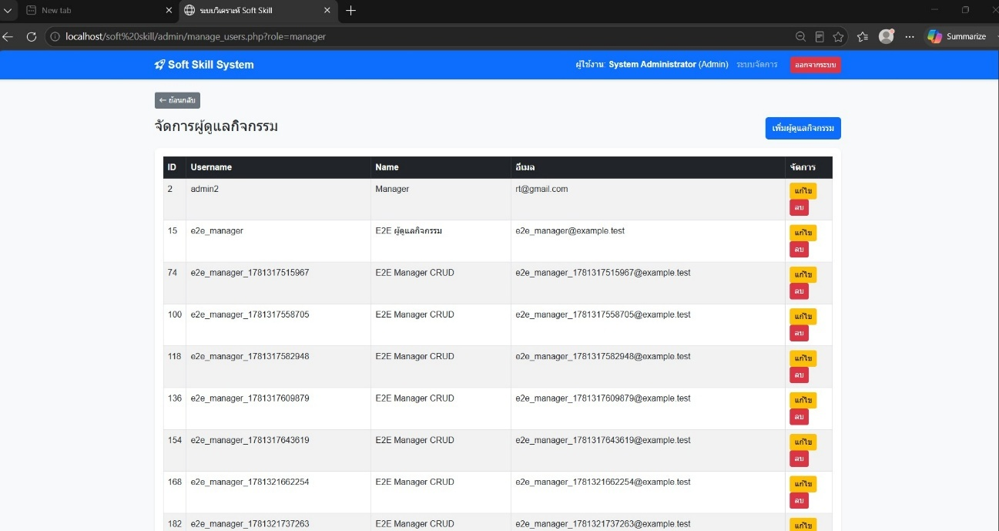 New tab
ระบบวิเคราะห์ Soft Skill
localhost/soft%20skill/admin/manage_users.php?role=manager
Summarize
Soft Skill System
ผู้ใช้งาน: System Administrator (Admin) ระบบจัดการ ออกจากระบบ
← ย้อนกลับ
จัดการผู้ดูแลกิจกรรม
เพิ่มผู้ดูแลกิจกรรม
ID Username Name อีเมล จัดการ
2 admin2 Manager rt@gmail.com แก้ไข
ลบ
15 e2e_manager E2E ผู้ดูแลกิจกรรม e2e_manager@example.test แก้ไข
ลบ
74 e2e_manager_1781317515967 E2E Manager CRUD e2e_manager_1781317515967@example.test แก้ไข
ลบ
100 e2e_manager_1781317558705 E2E Manager CRUD e2e_manager_1781317558705@example.test แก้ไข
ลบ
118 e2e_manager_1781317582948 E2E Manager CRUD e2e_manager_1781317582948@example.test แก้ไข
ลบ
136 e2e_manager_1781317609879 E2E Manager CRUD e2e_manager_1781317609879@example.test แก้ไข
ลบ
154 e2e_manager_1781317643619 E2E Manager CRUD e2e_manager_1781317643619@example.test แก้ไข
ลบ
168 e2e_manager_1781321662254 E2E Manager CRUD e2e_manager_1781321662254@example.test แก้ไข
ลบ
182 e2e_manager_1781321737263 E2E Manager CRUD e2e_manager_1781321737263@example.test แก้ไข